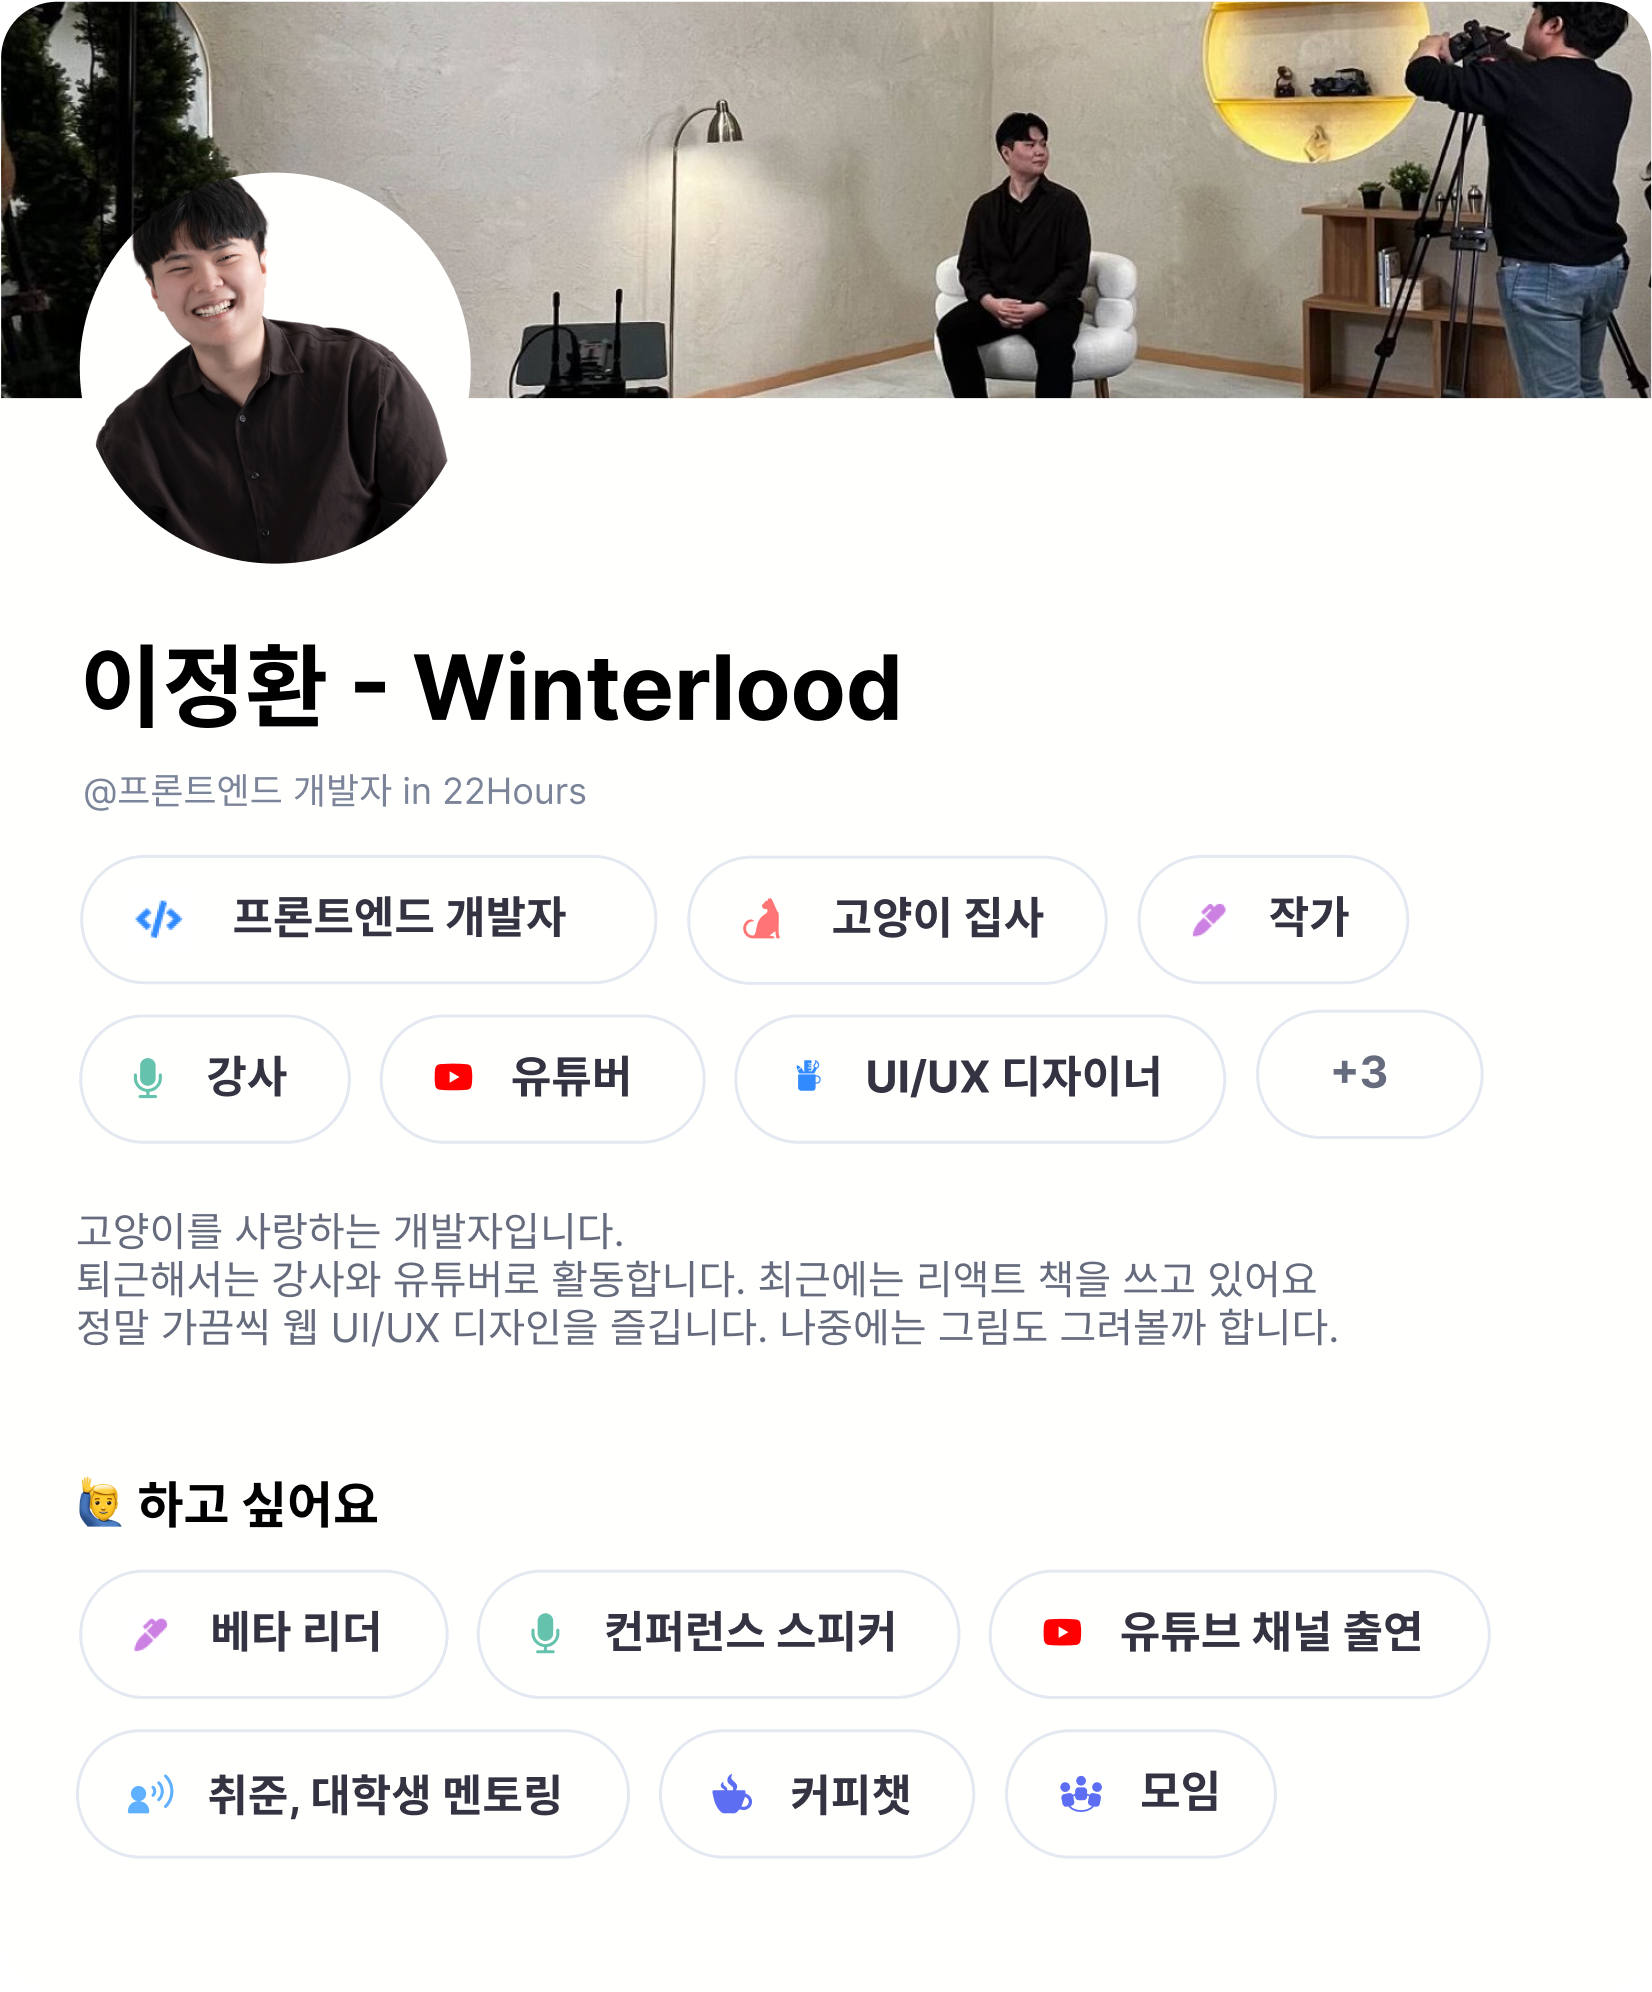 이정환 - Winterlood
@프론트엔드 개발자 in 22Hours
프론트엔드 개발자
고양이 집사
작가
강사
유튜버
UI/UX 디자이너
+3
고양이를 사랑하는 개발자입니다.
퇴근해서는 강사와 유튜버로 활동합니다. 최근에는 리액트 책을 쓰고 있어요
정말 가끔씩 웹 UI/UX 디자인을 즐깁니다. 나중에는 그림도 그려볼까 합니다.
🙋‍♂️ 하고 싶어요
베타 리더
컨퍼런스 스피커
유튜브 채널 출연
취준, 대학생 멘토링
커피챗
모임